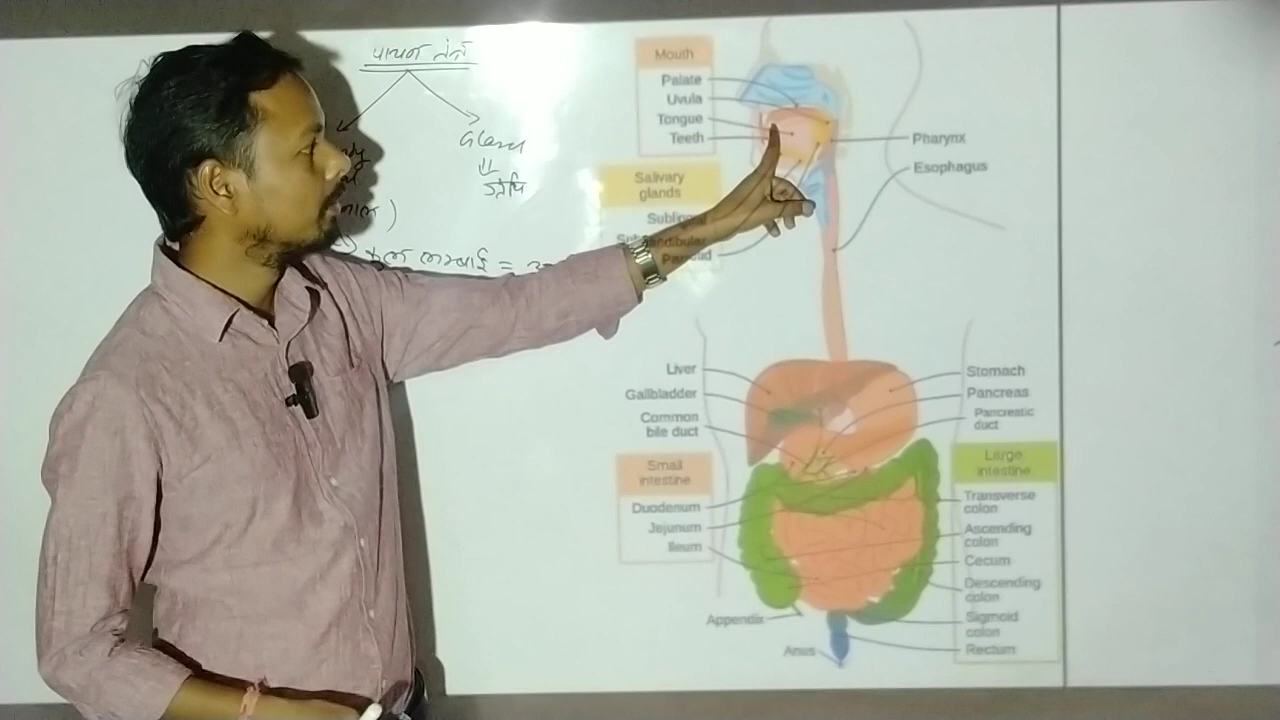 पाचन तंत्र
Gland
ग्रंथि
कुल लम्बाई =
Mouth
Palate
Uvula
Tongue
Teeth
Salivary
glands
Pharynx
Esophagus
Liver
Gallbladder
Common
bile duct
Stomach
Pancreas
Pancreatic
duct
Small
intestine
Duodenum
Jejunum
Ileum
Large
intestine
Transverse
colon
Ascending
colon
Cecum
Descending
colon
Sigmoid
colon
Rectum
Appendix
Anus